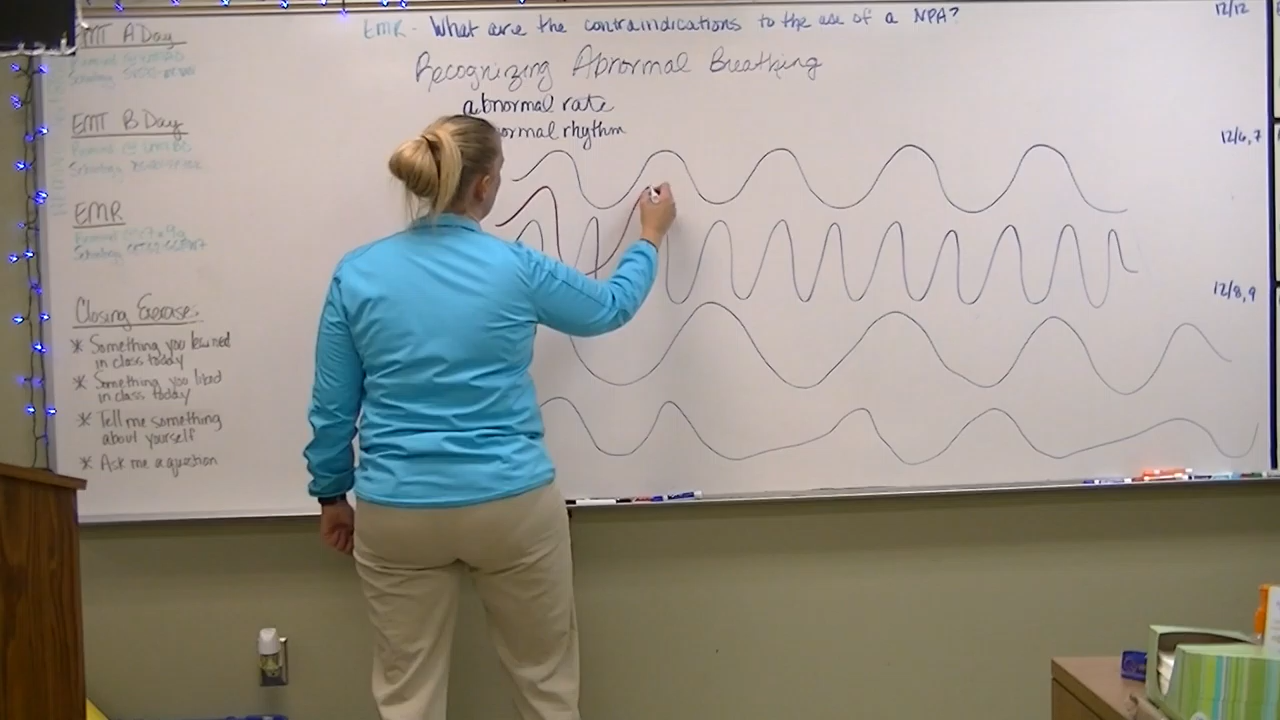 EMR - What are the contraindications to the use of a NPA?
12/12
Recognizing Abnormal Breathing
abnormal rate
ormal rhythm
12/6,7
12/8,9
EMT A Day
EMT B Day
EMR
Closing Exercise:
* Something you learned
in class today
* Something you liked
in class today
* Tell me something
about yourself
* Ask me a question